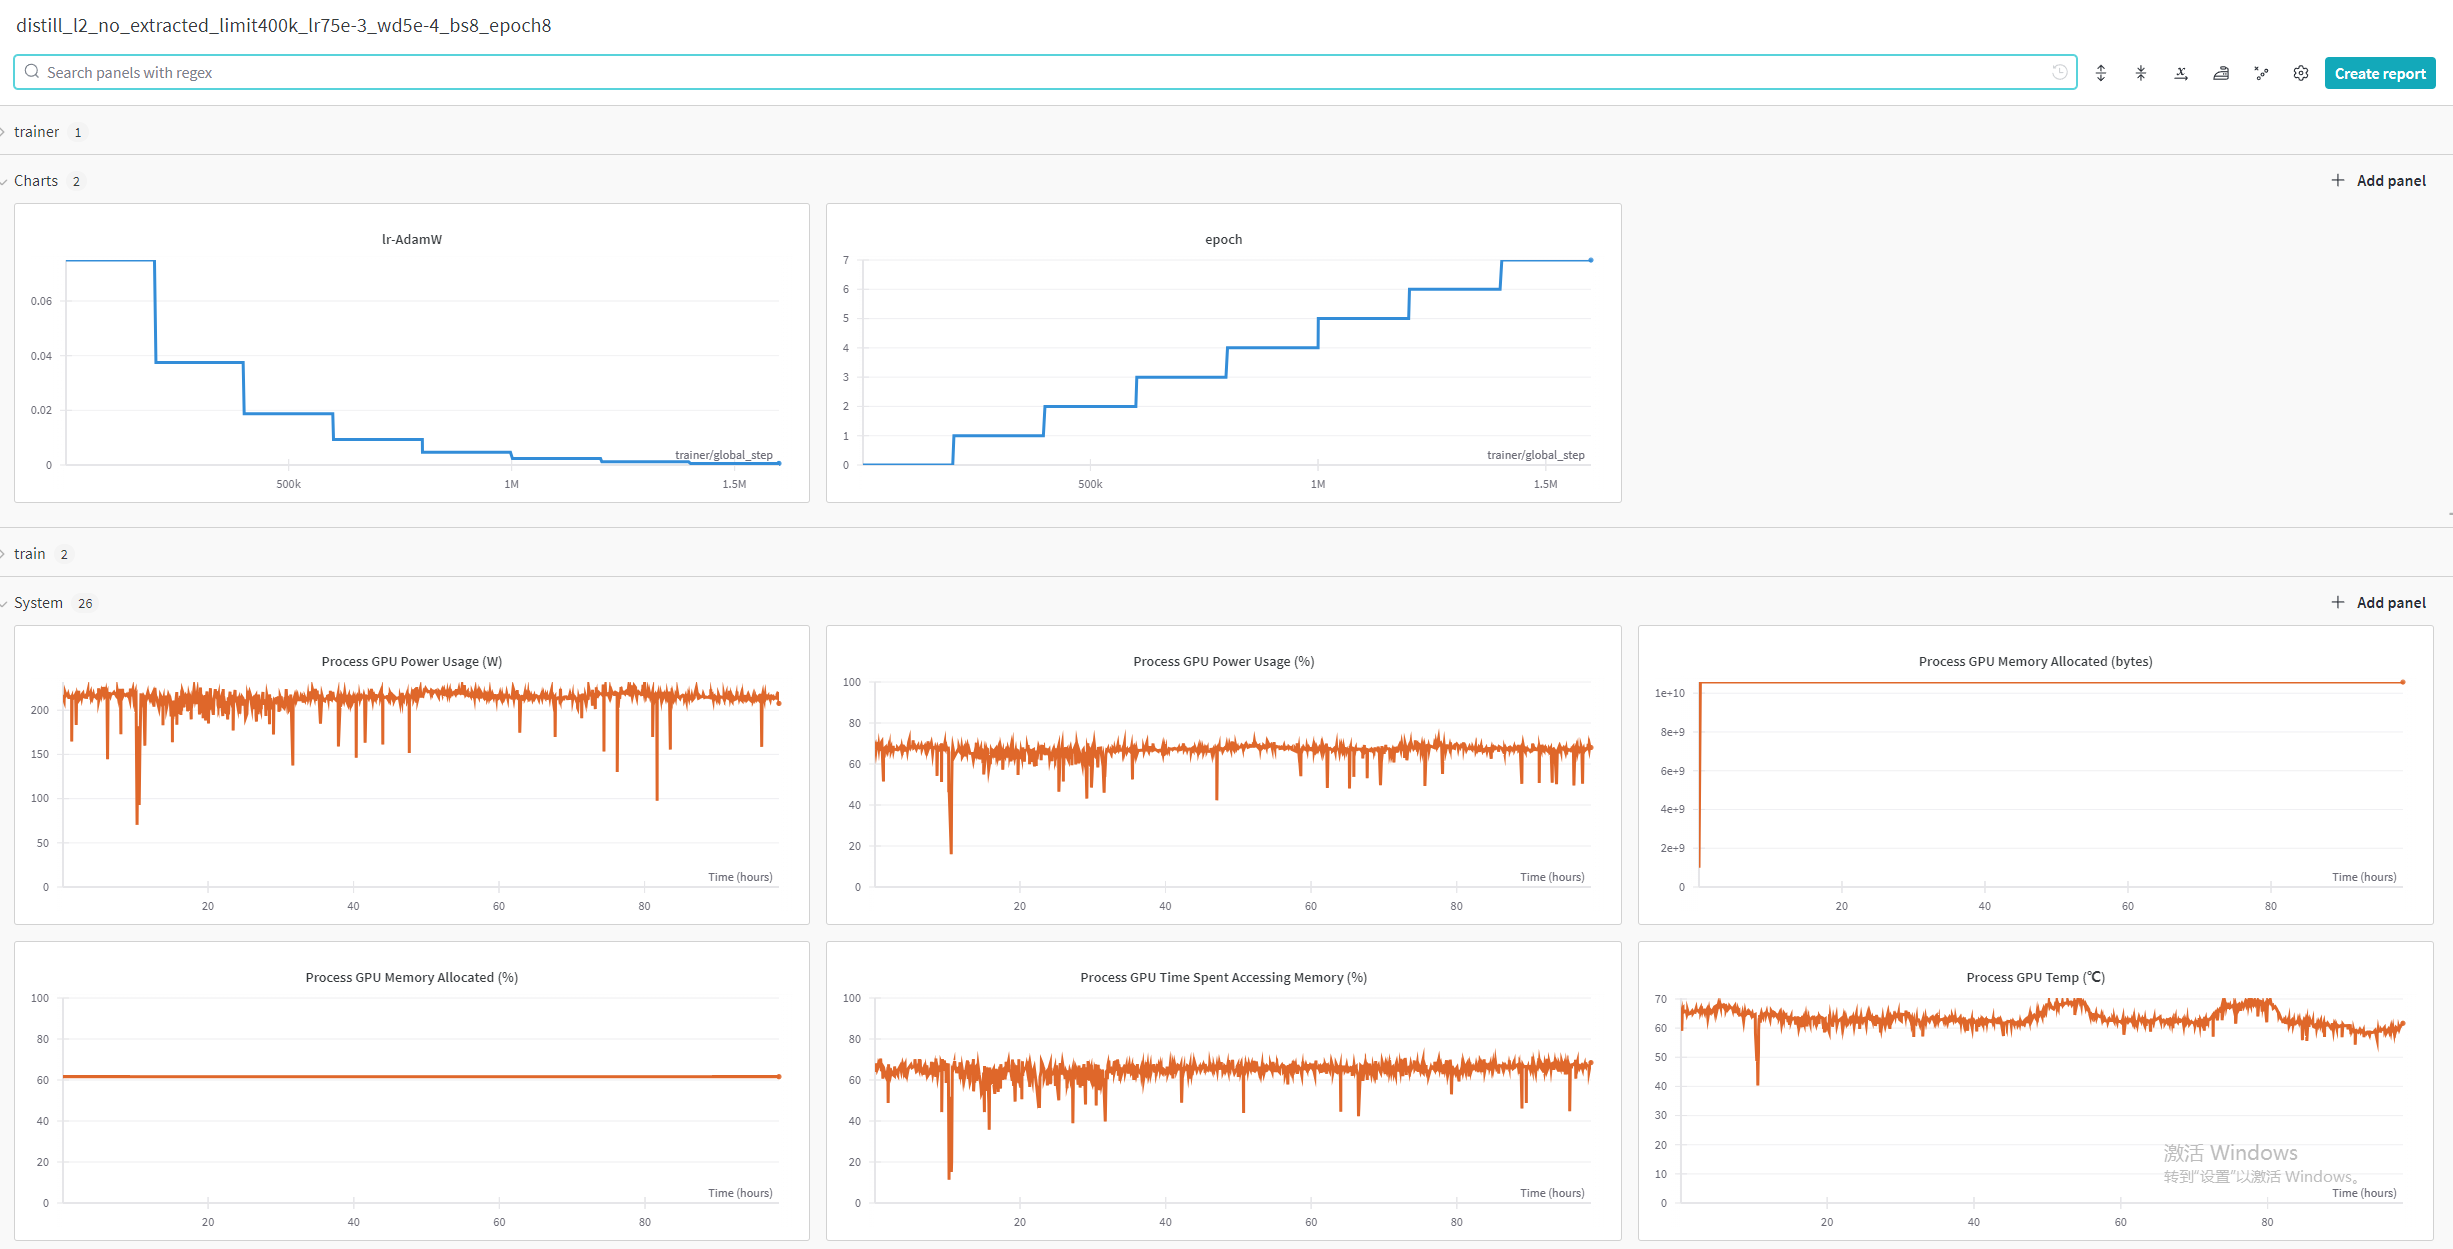 distill_l2_no_extracted_limit400k_lr75e-3_wd5e-4_bs8_epoch8
Search panels with regex
Create report
trainer 1
Charts 2
Add panel
lr-AdamW
0.06
0.04
0.02
0
trainer/global_step
500k 1M 1.5M
epoch
7
6
5
4
3
2
1
0
trainer/global_step
500k 1M 1.5M
train 2
System 26
Add panel
Process GPU Power Usage (W)
200
150
100
50
0
Time (hours)
20 40 60 80
Process GPU Power Usage (%)
100
80
60
40
20
0
Time (hours)
20 40 60 80
Process GPU Memory Allocated (bytes)
1e+10
8e+9
6e+9
4e+9
2e+9
0
Time (hours)
20 40 60 80
Process GPU Memory Allocated (%)
100
80
60
40
20
0
Time (hours)
20 40 60 80
Process GPU Time Spent Accessing Memory (%)
100
80
60
40
20
0
Time (hours)
20 40 60 80
Process GPU Temp (℃)
70
60
50
40
30
20
10
0
Time (hours)
20 40 60 80
激活 Windows
转到“设置”以激活 Windows。